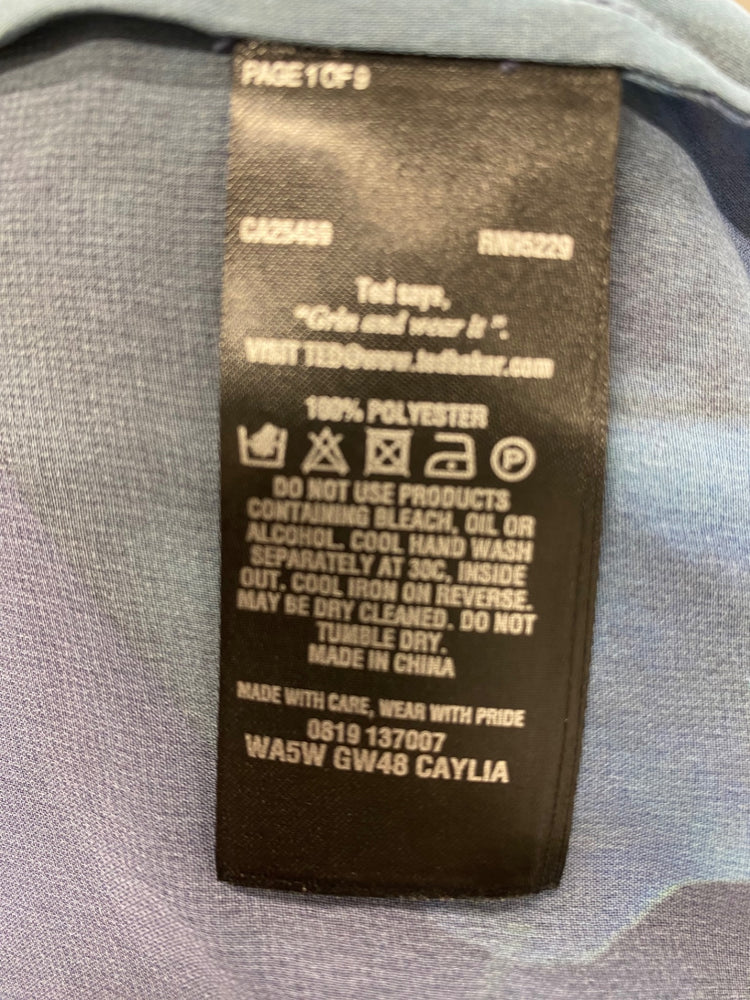 PAGE 1 OF 9
CA25458 RN95229
Ted says,
"Grin and wear it".
VISIT TED@www.tedbaker.com
100% POLYESTER
P
DO NOT USE PRODUCTS
CONTAINING BLEACH, OIL OR
ALCOHOL. COOL HAND WASH
SEPARATELY AT 30C, INSIDE
OUT. COOL IRON ON REVERSE.
MAY BE DRY CLEANED. DO NOT
TUMBLE DRY.
MADE IN CHINA
MADE WITH CARE, WEAR WITH PRIDE
0819 137007
WA5W GW48 CAYLIA